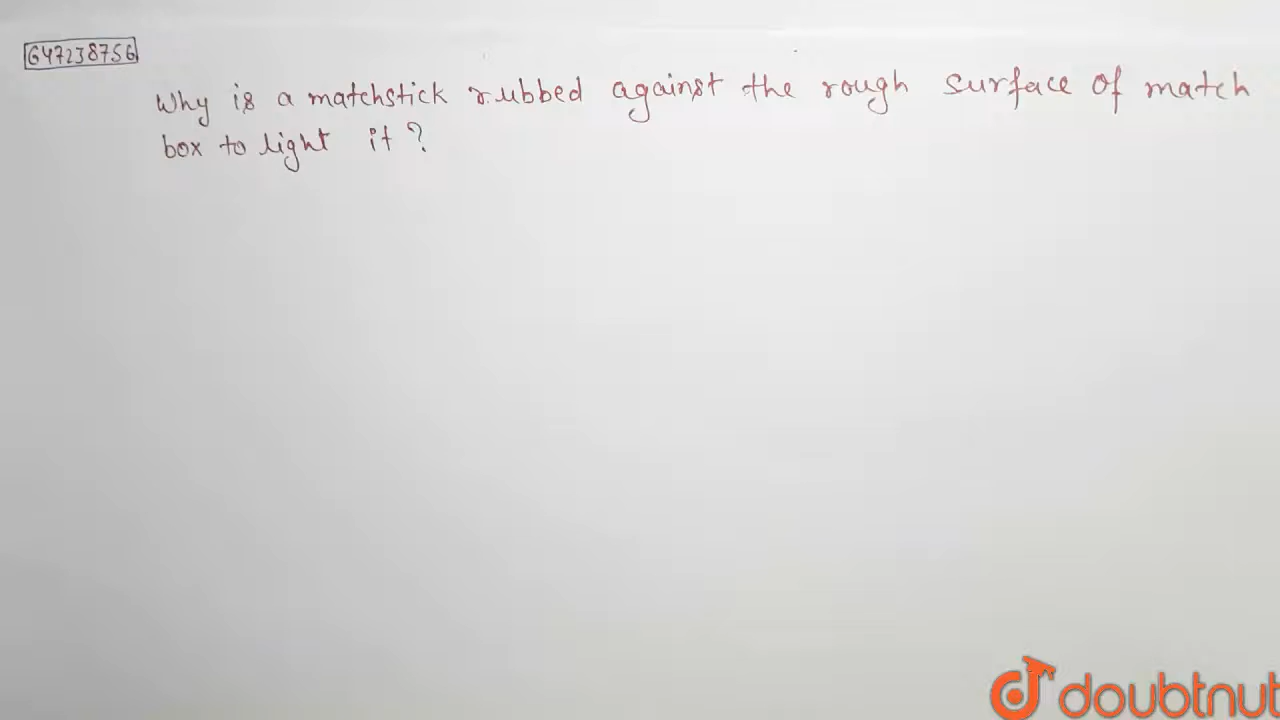 647238756
Why is a matchstick rubbed against the rough surface of match
box to light it?
doubtnut